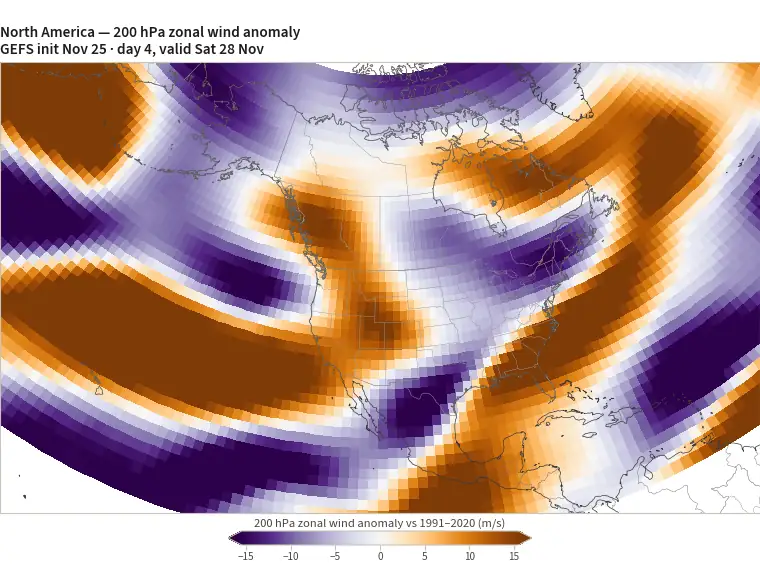 North America — 200 hPa zonal wind anomaly
GEFS init Nov 25 · day 4, valid Sat 28 Nov
200 hPa zonal wind anomaly vs 1991–2020 (m/s)
−15 −10 −5 0 5 10 15